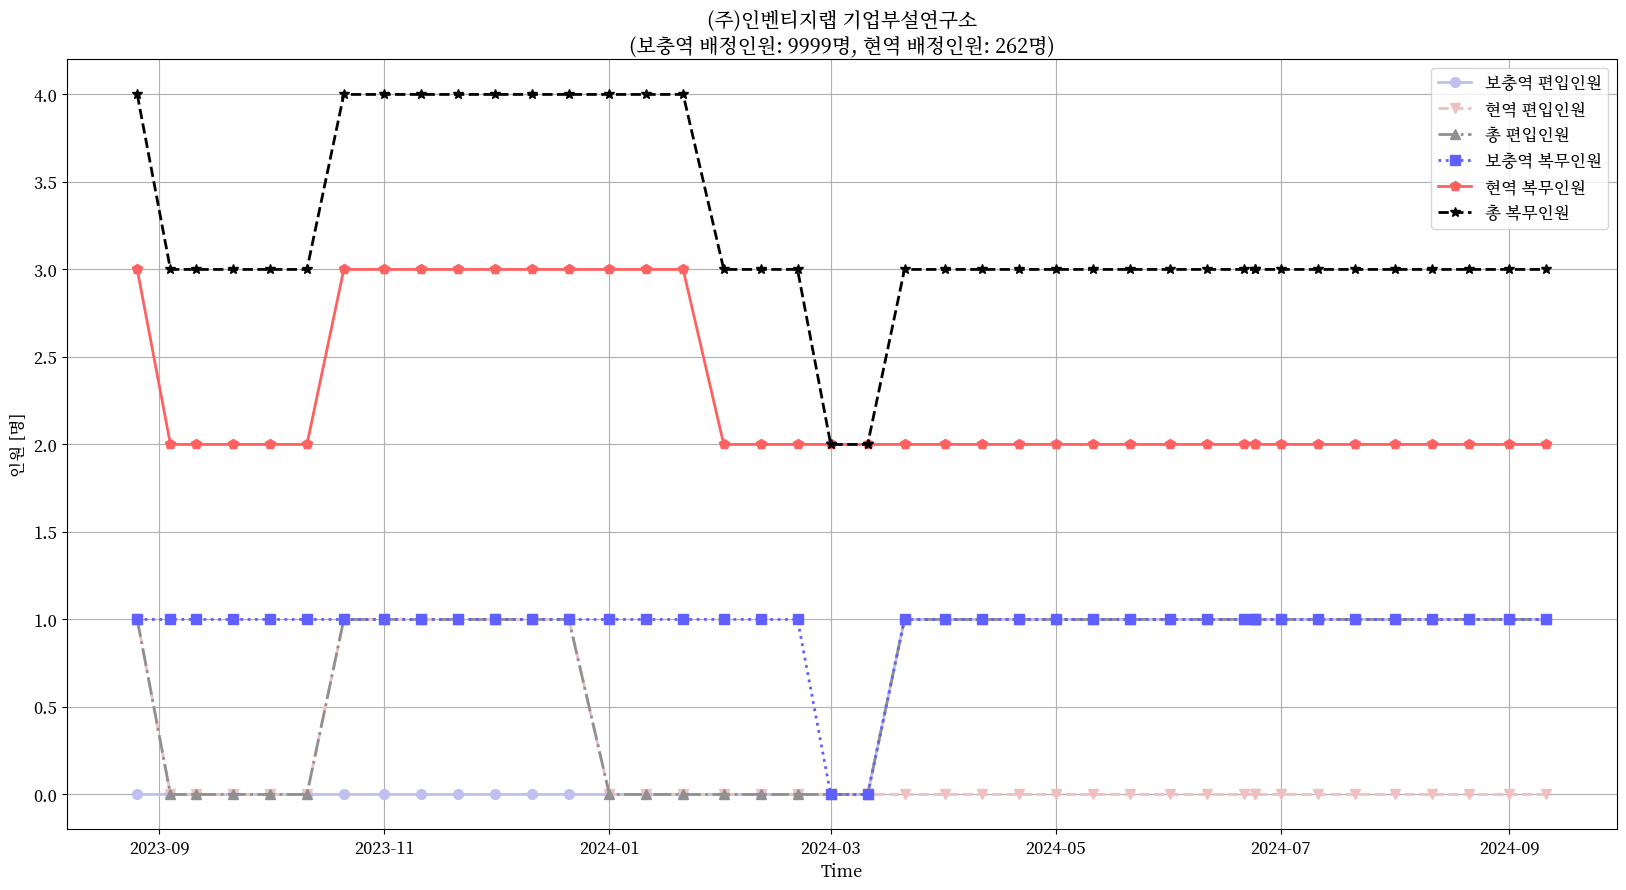 (주)인벤티지랩 기업부설연구소
(보충역 배정인원: 9999명, 현역 배정인원: 262명)
보충역 편입인원
현역 편입인원
총 편입인원
보충역 복무인원
현역 복무인원
총 복무인원
4.0
3.5
3.0
2.5
2.0
1.5
1.0
0.5
0.0
인원 [명]
2023-09
2023-11
2024-01
2024-03
2024-05
2024-07
2024-09
Time